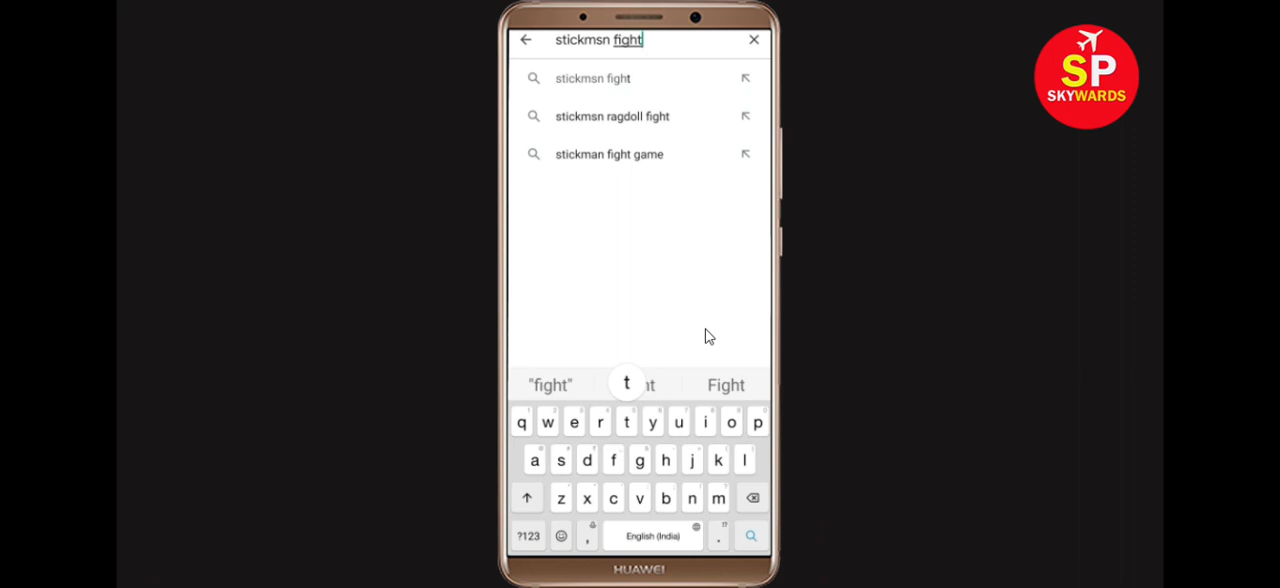 stickmsn fight
SP
SKYWARDS
stickmsn fight
stickmsn ragdoll fight
stickman fight game
"fight" t Fight
q w e r t y u i o p
a s d f g h j k l
z x c v b n m
?123 , English (India) .
HUAWEI